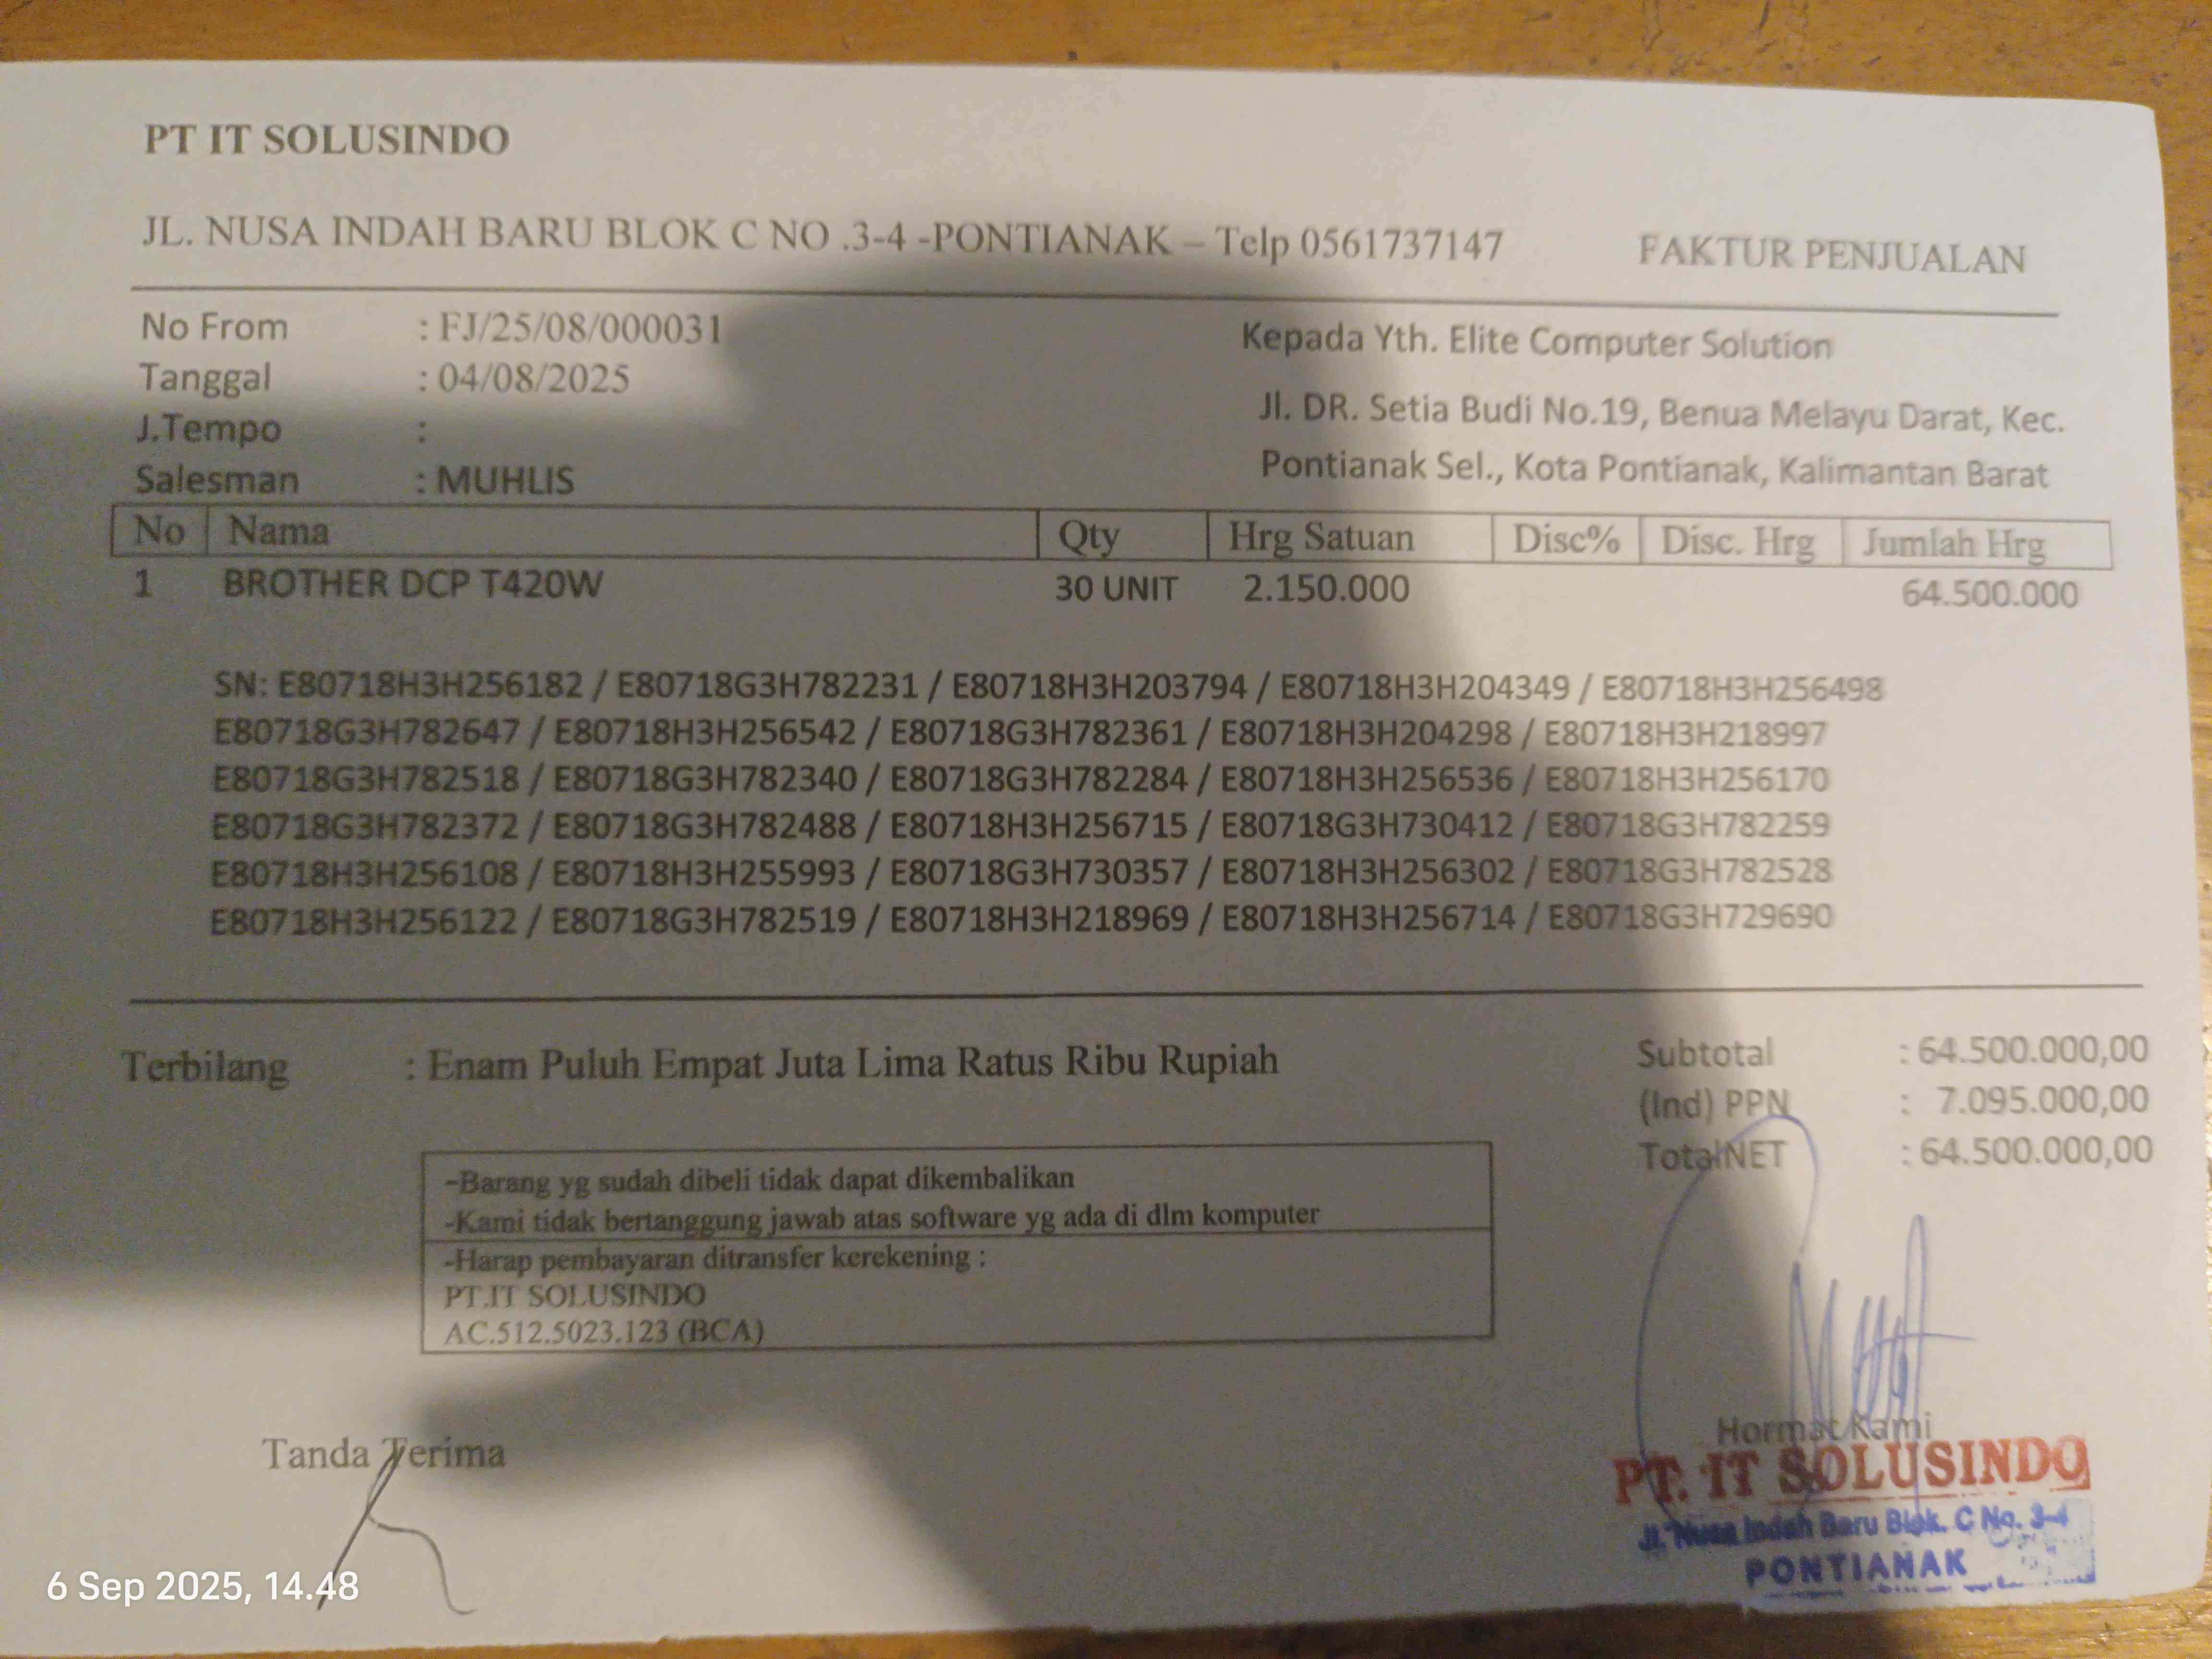 PT IT SOLUSINDO
JL. NUSA INDAH BARU BLOK C NO .3-4 -PONTIANAK – Telp 0561737147 FAKTUR PENJUALAN
No From : FJ/25/08/000031
Tanggal : 04/08/2025
J.Tempo :
Salesman : MUHLIS
Kepada Yth. Elite Computer Solution
Jl. DR. Setia Budi No.19, Benua Melayu Darat, Kec.
Pontianak Sel., Kota Pontianak, Kalimantan Barat
No Nama Qty Hrg Satuan Disc% Disc. Hrg Jumlah Hrg
1 BROTHER DCP T420W 30 UNIT 2.150.000 64.500.000
SN: E80718H3H256182 / E80718G3H782231 / E80718H3H203794 / E80718H3H204349 / E80718H3H256498
E80718G3H782647 / E80718H3H256542 / E80718G3H782361 / E80718H3H204298 / E80718H3H218997
E80718G3H782518 / E80718G3H782340 / E80718G3H782284 / E80718H3H256536 / E80718H3H256170
E80718G3H782372 / E80718G3H782488 / E80718H3H256715 / E80718G3H730412 / E80718G3H782259
E80718H3H256108 / E80718H3H255993 / E80718G3H730357 / E80718H3H256302 / E80718G3H782528
E80718H3H256122 / E80718G3H782519 / E80718H3H218969 / E80718H3H256714 / E80718G3H729690
Terbilang : Enam Puluh Empat Juta Lima Ratus Ribu Rupiah
Subtotal : 64.500.000,00
(Ind) PPN : 7.095.000,00
TotalNET : 64.500.000,00
-Barang yg sudah dibeli tidak dapat dikembalikan
-Kami tidak bertanggung jawab atas software yg ada di dlm komputer
-Harap pembayaran ditransfer kerekening :
PT.IT SOLUSINDO
AC.512.5023.123 (BCA)
Tanda Terima
Hormat Kami
PT. IT SOLUSINDO
Jl. Nusa Indah Baru Blok. C No. 3-4
PONTIANAK
6 Sep 2025, 14.48